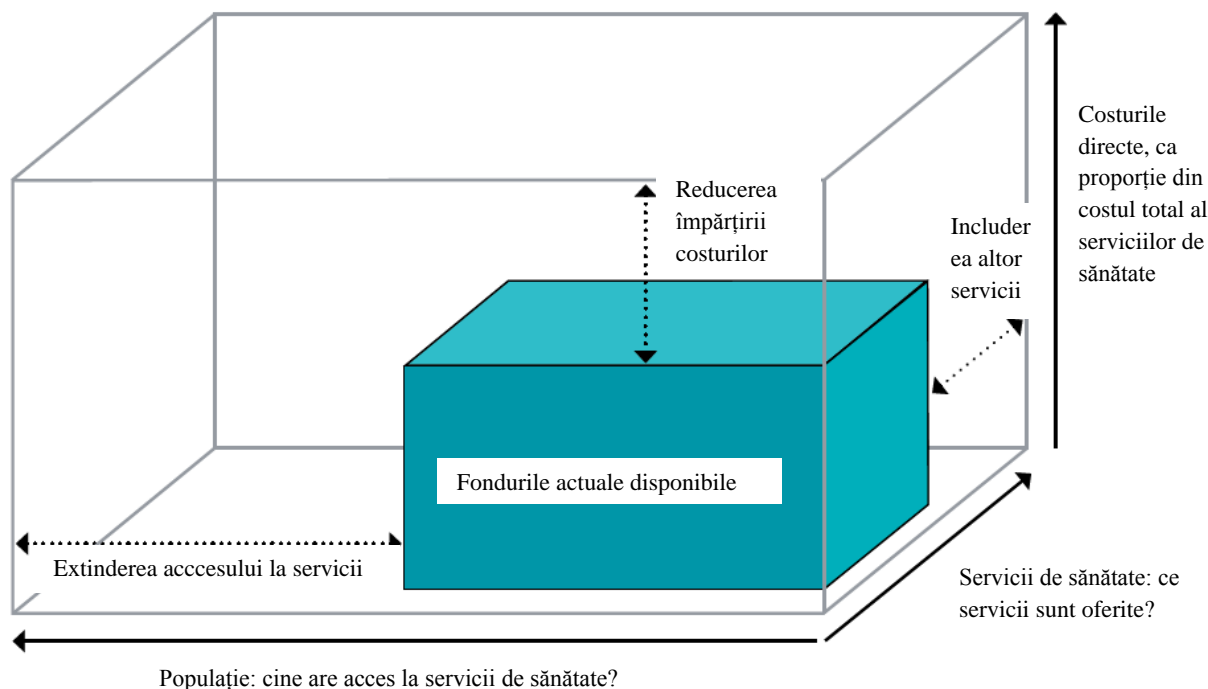 Costurile
directe, ca
proporție din
costul total al
serviciilor de
sănătate
Reducerea
împărțirii
costurilor
Includer
ea altor
servicii
Fondurile actuale disponibile
Extinderea acccesului la servicii
Servicii de sănătate: ce
servicii sunt oferite?
Populație: cine are acces la servicii de sănătate?